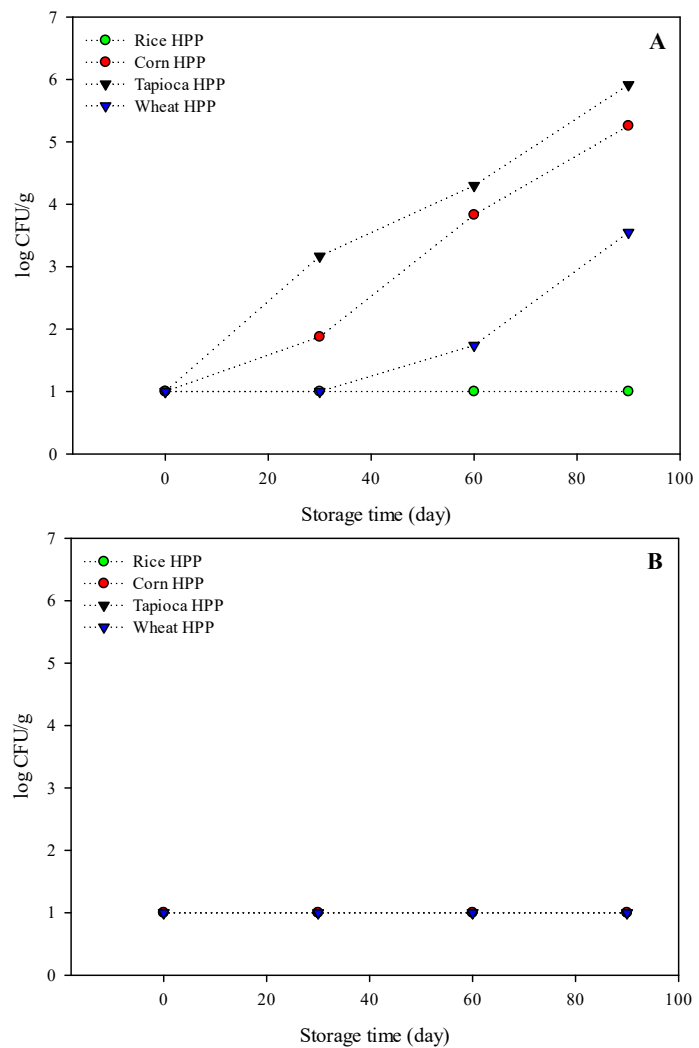 7
A
Rice HPP
Corn HPP
6
Tapioca HPP
Wheat HPP
5
4
log CFU/g
3
2
1
0
0 20 40 60 80 100
Storage time (day)
7
B
Rice HPP
Corn HPP
6
Tapioca HPP
Wheat HPP
5
4
log CFU/g
3
2
1
0
0 20 40 60 80 100
Storage time (day)